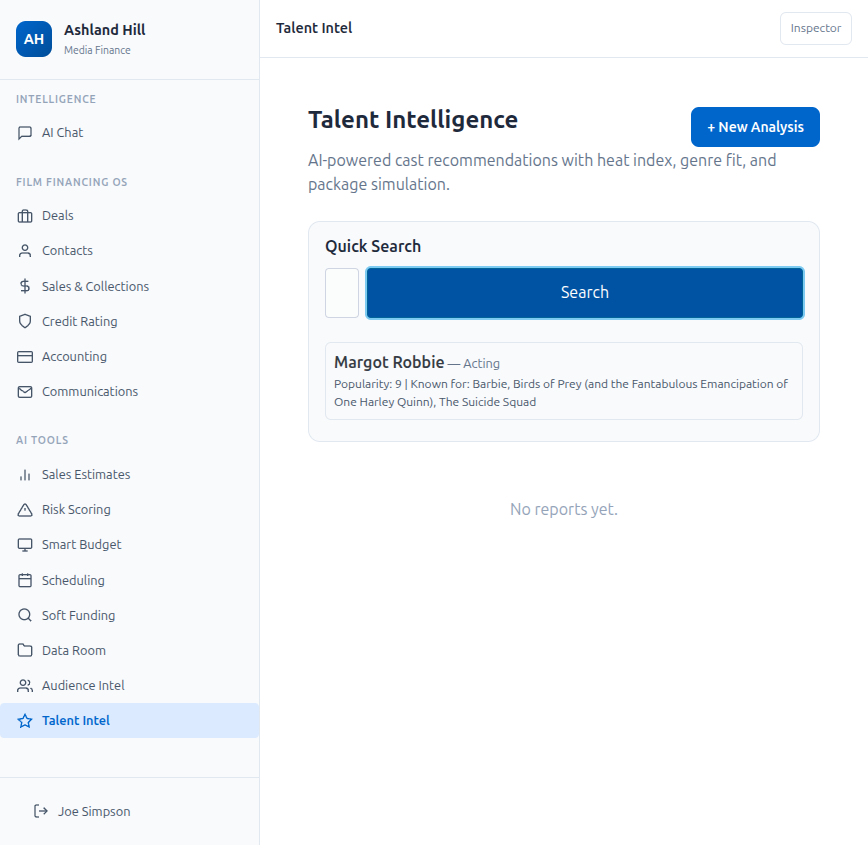 AH
Ashland Hill
Media Finance
INTELLIGENCE
AI Chat
FILM FINANCING OS
Deals
Contacts
Sales & Collections
Credit Rating
Accounting
Communications
AI TOOLS
Sales Estimates
Risk Scoring
Smart Budget
Scheduling
Soft Funding
Data Room
Audience Intel
Talent Intel
Joe Simpson
Talent Intel
Inspector
Talent Intelligence
+ New Analysis
AI-powered cast recommendations with heat index, genre fit, and
package simulation.
Quick Search
Search
Margot Robbie — Acting
Popularity: 9 | Known for: Barbie, Birds of Prey (and the Fantabulous Emancipation of
One Harley Quinn), The Suicide Squad
No reports yet.